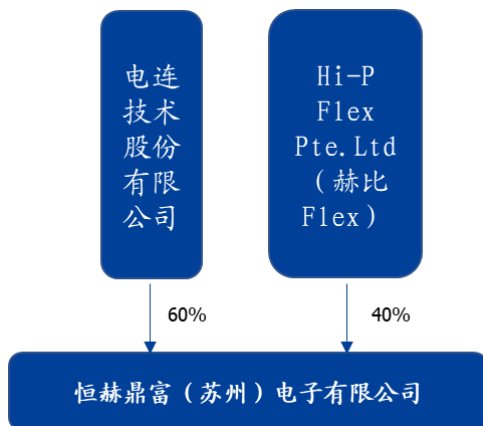 电连
技术
股份
有限
公司
Hi-P
Flex
Pte.Ltd
（赫比
Flex）
60%
40%
恒赫鼎富（苏州）电子有限公司